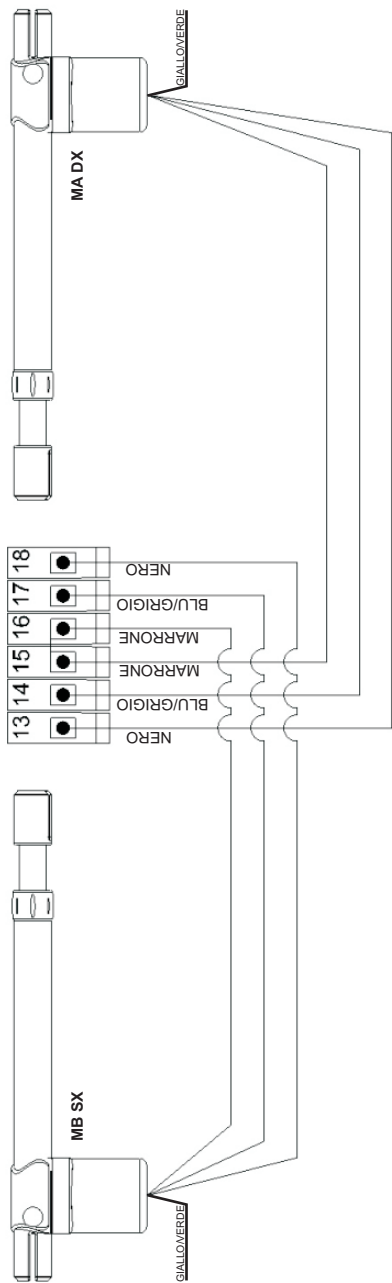 GIALLO/VERDE
MA DX
18
17
16
15
14
13
NERO
BLU/GRIGIO
MARRONE
MARRONE
BLU/GRIGIO
NERO
MB SX
GIALLO/VERDE